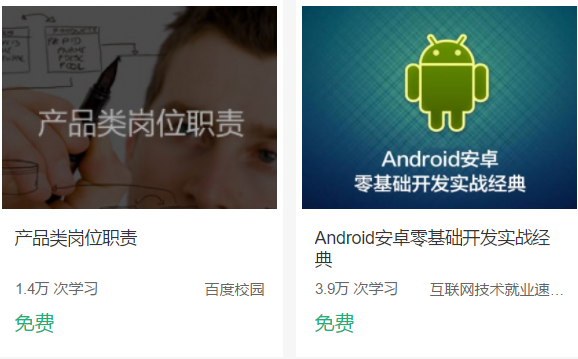 产品类岗位职责
产品类岗位职责
1.4万 次学习 百度校园
免费
Android安卓
零基础开发实战经典
Android安卓零基础开发实战经
典
3.9万 次学习 互联网技术就业速...
免费